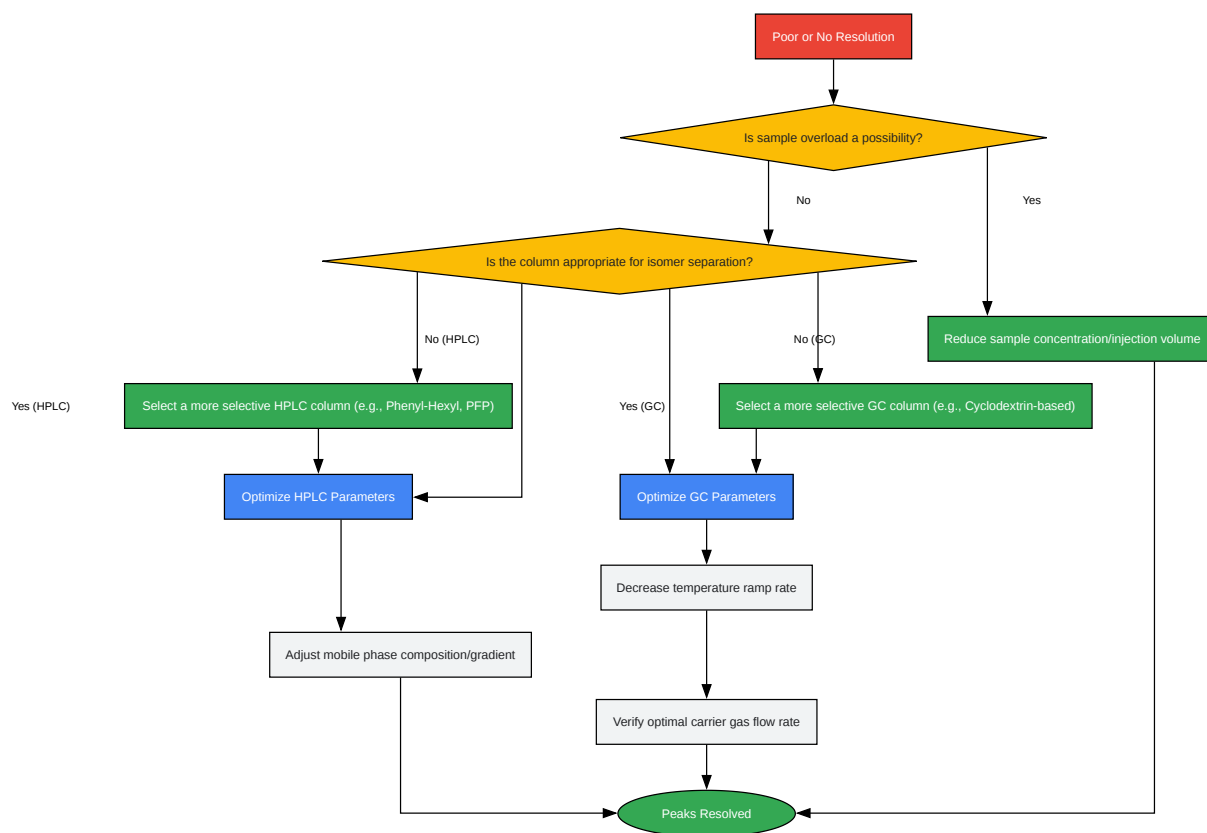 Poor or No Resolution
Is sample overload a possibility?
No
Yes
Is the column appropriate for isomer separation?
No (HPLC)
No (GC)
Reduce sample concentration/injection volume
Yes (HPLC)
Select a more selective HPLC column (e.g., Phenyl-Hexyl, PFP)
Yes (GC)
Select a more selective GC column (e.g., Cyclodextrin-based)
Optimize HPLC Parameters
Optimize GC Parameters
Decrease temperature ramp rate
Adjust mobile phase composition/gradient
Verify optimal carrier gas flow rate
Peaks Resolved